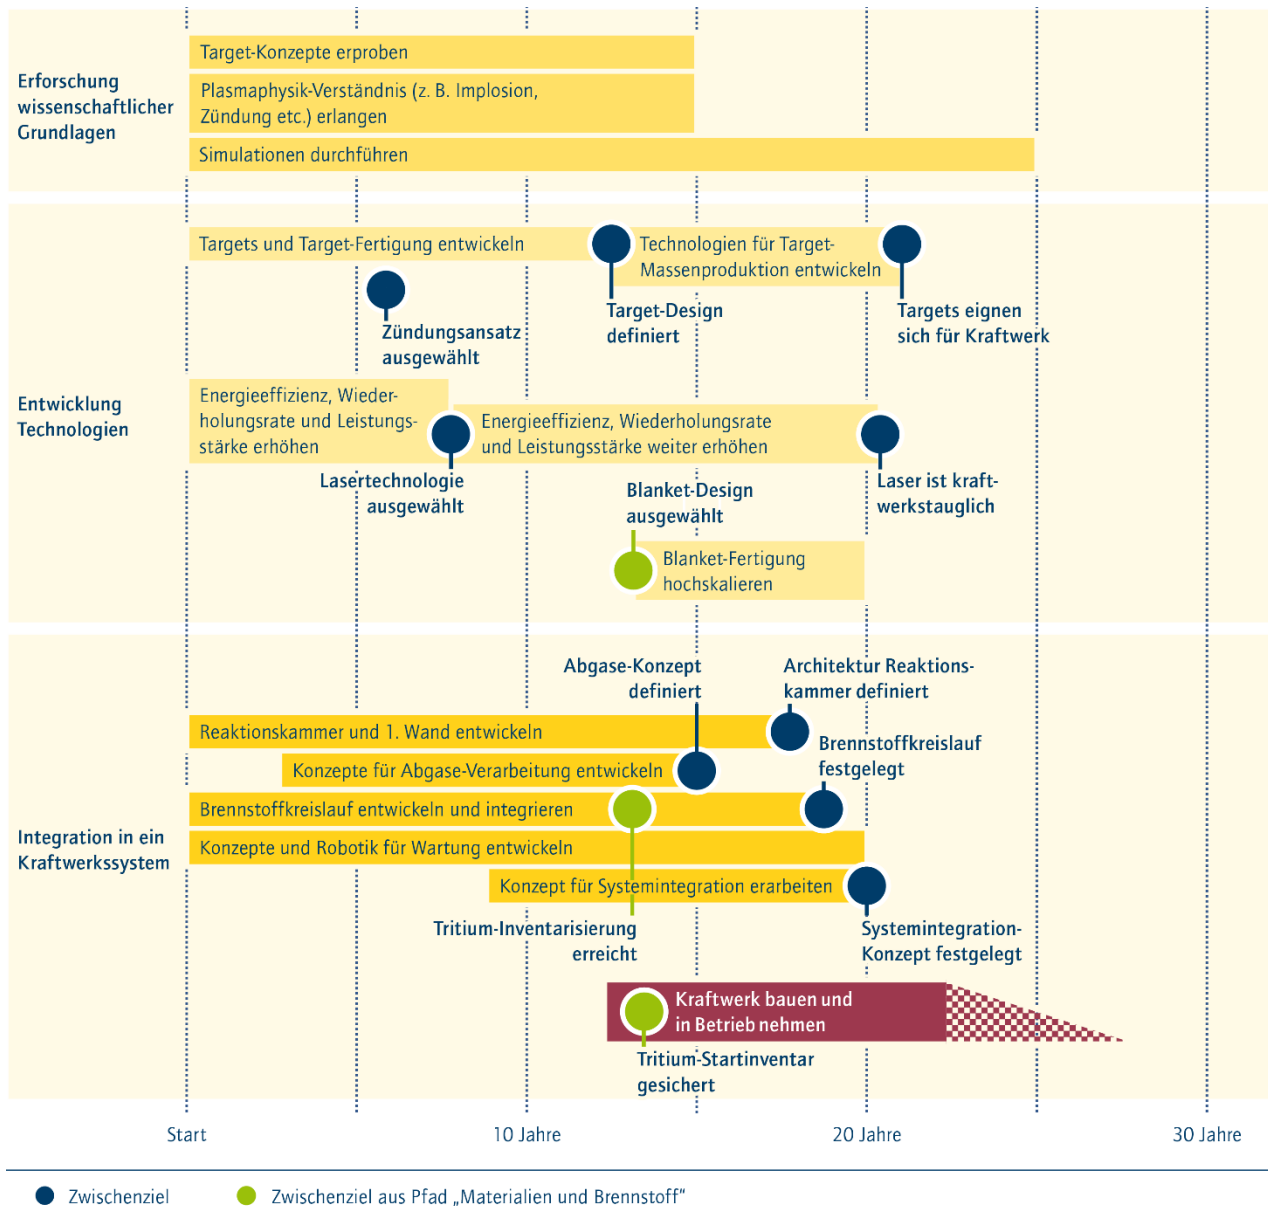 Erforschung
wissenschaftlicher
Grundlagen
Target-Konzepte erproben
Plasmaphysik-Verständnis (z. B. Implosion,
Zündung etc.) erlangen
Simulationen durchführen
Entwicklung
Technologien
Targets und Target-Fertigung entwickeln
Technologien für Target-
Massenproduktion entwickeln
Zündungsansatz
ausgewählt
Target-Design
definiert
Targets eignen
sich für Kraftwerk
Energieeffizienz, Wieder-
holungsrate und Leistungs-
stärke erhöhen
Energieeffizienz, Wiederholungsrate
und Leistungsstärke weiter erhöhen
Lasertechnologie
ausgewählt
Laser ist kraft-
werkstauglich
Blanket-Design
ausgewählt
Blanket-Fertigung
hochskalieren
Integration in ein
Kraftwerkssystem
Abgase-Konzept
definiert
Architektur Reaktions-
kammer definiert
Reaktionskammer und 1. Wand entwickeln
Brennstoffkreislauf
festgelegt
Konzepte für Abgase-Verarbeitung entwickeln
Brennstoffkreislauf entwickeln und integrieren
Konzepte und Robotik für Wartung entwickeln
Konzept für Systemintegration erarbeiten
Tritium-Inventarisierung
erreicht
Systemintegration-
Konzept festgelegt
Kraftwerk bauen und
in Betrieb nehmen
Tritium-Startinventar
gesichert
Start
10 Jahre
20 Jahre
30 Jahre
Zwischenziel
Zwischenziel aus Pfad „Materialien und Brennstoff“